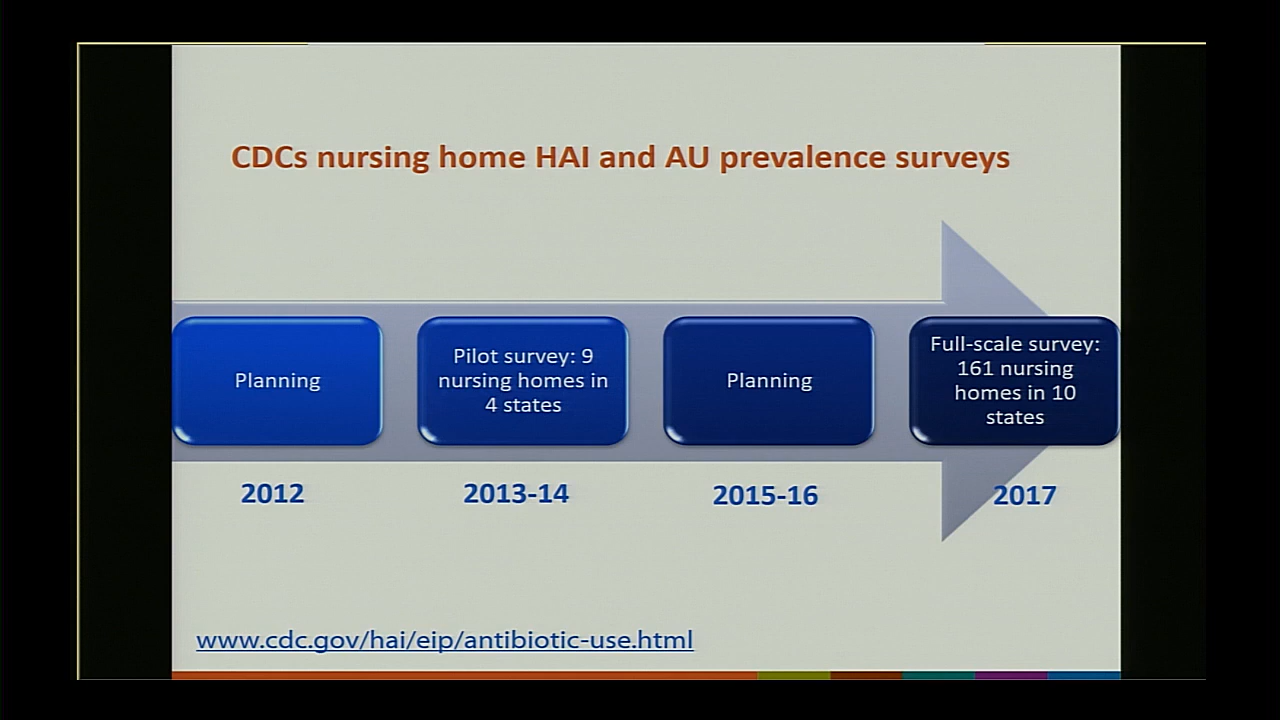 CDCs nursing home HAI and AU prevalence surveys
Planning
Pilot survey: 9
nursing homes in
4 states
Planning
Full-scale survey:
161 nursing
homes in 10
states
2012
2013-14
2015-16
2017
www.cdc.gov/hai/eip/antibiotic-use.html